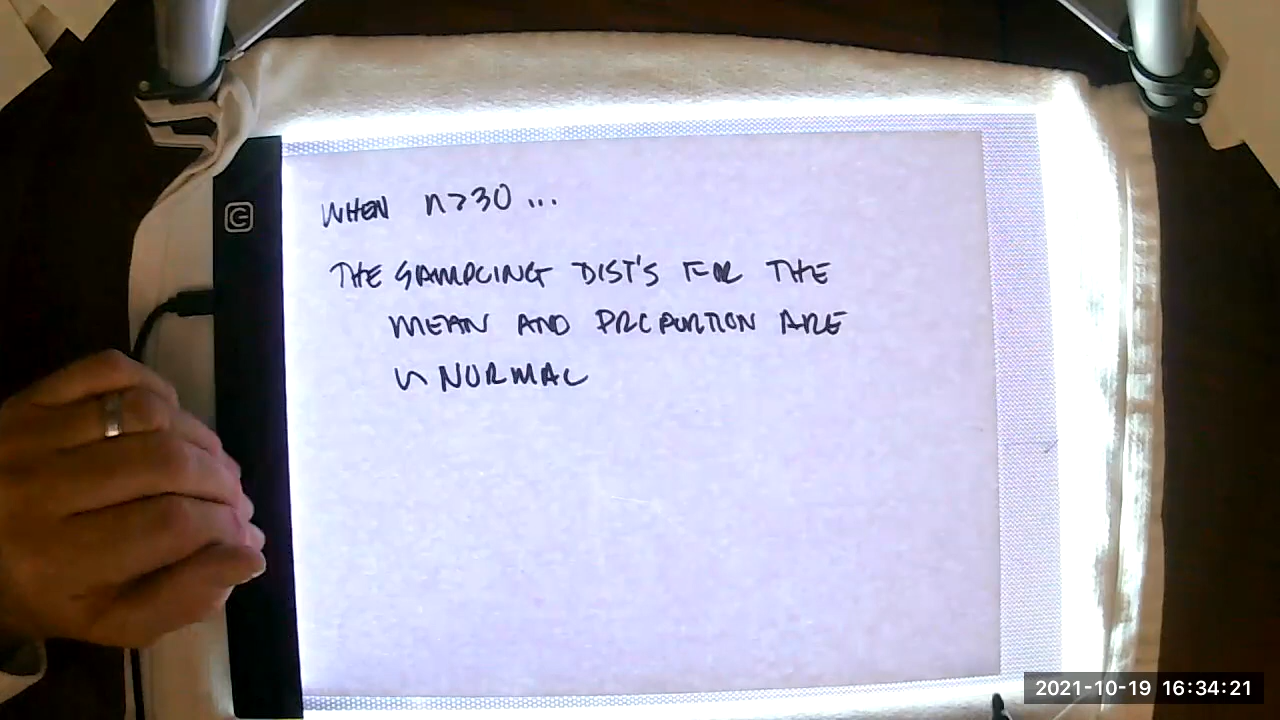 WHEN n>30...
THE SAMPLING DIST'S FOR THE
MEAN AND PROPORTION ARE
~ NORMAL
2021-10-19 16:34:21